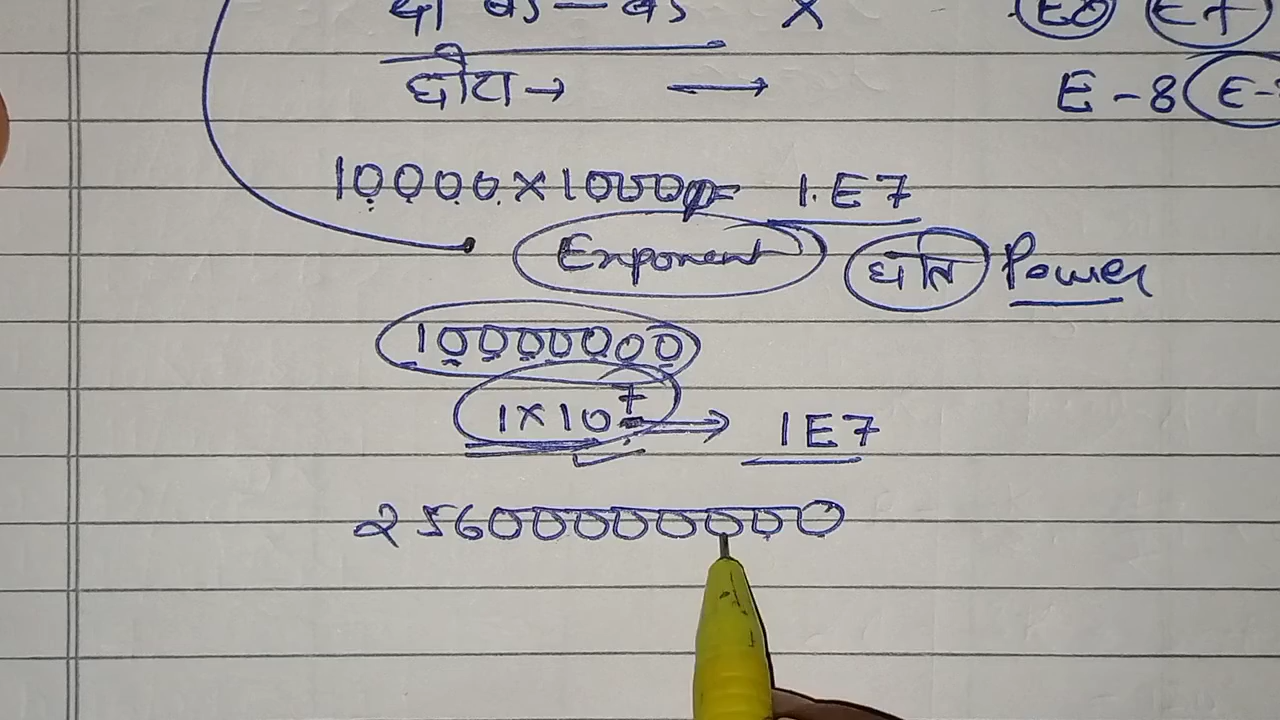 छोटा → → E-8 E-
10000×1000= 1.E7
Exponent घाति Power
10000000
1×10⁷ → 1E7
25600000000